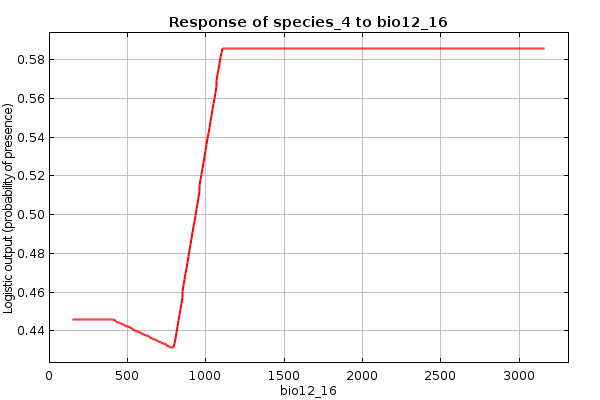 Response of species_4 to bio12_16
Logistic output (probability of presence)
0.58
0.56
0.54
0.52
0.50
0.48
0.46
0.44
0 500 1000 1500 2000 2500 3000
bio12_16